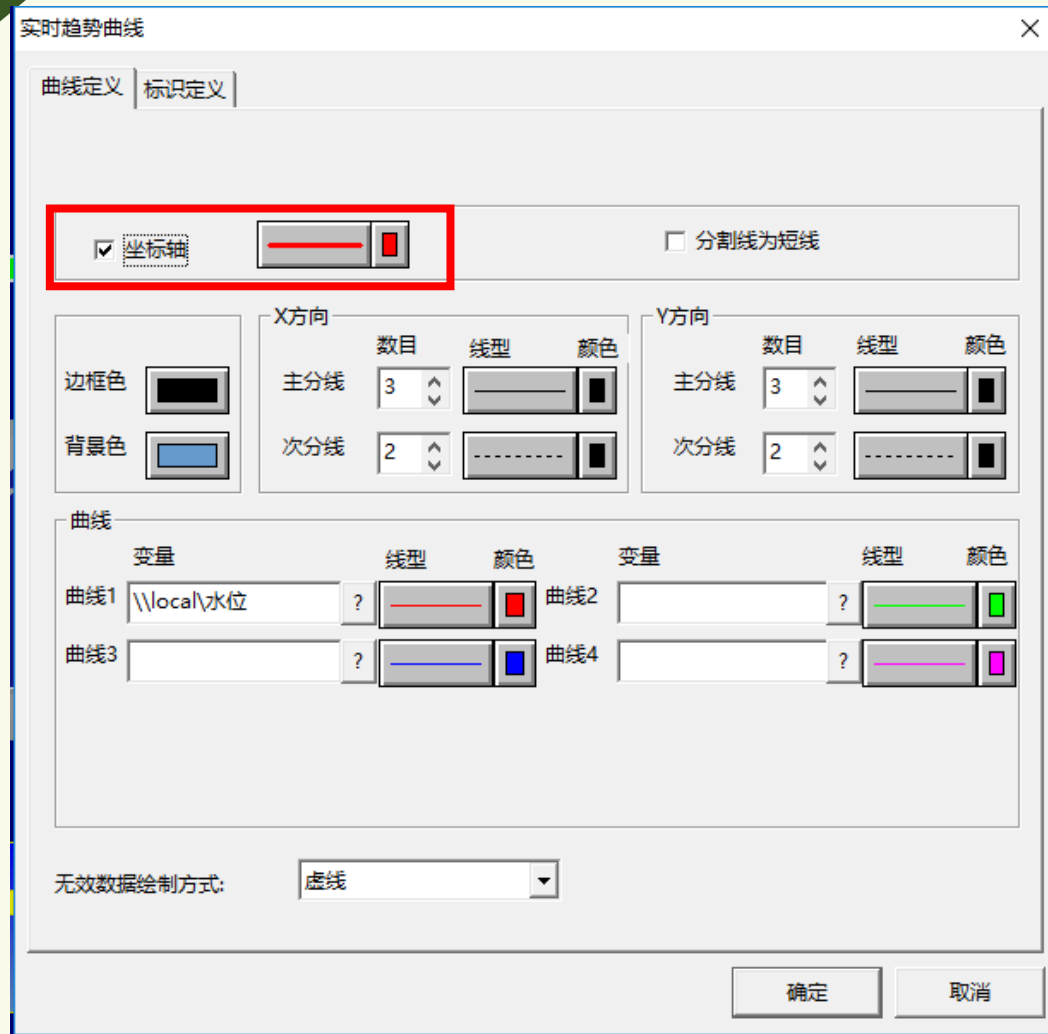 实时趋势曲线
曲线定义 标识定义
坐标轴 分割线为短线
X方向 Y方向
数目 线型 颜色 数目 线型 颜色
边框色 主分线 3 主分线 3
背景色 次分线 2 次分线 2
曲线
变量 线型 颜色 变量 线型 颜色
曲线1 \\local\水位 ? 曲线2 ?
曲线3 ? 曲线4 ?
无效数据绘制方式: 虚线
确定 取消